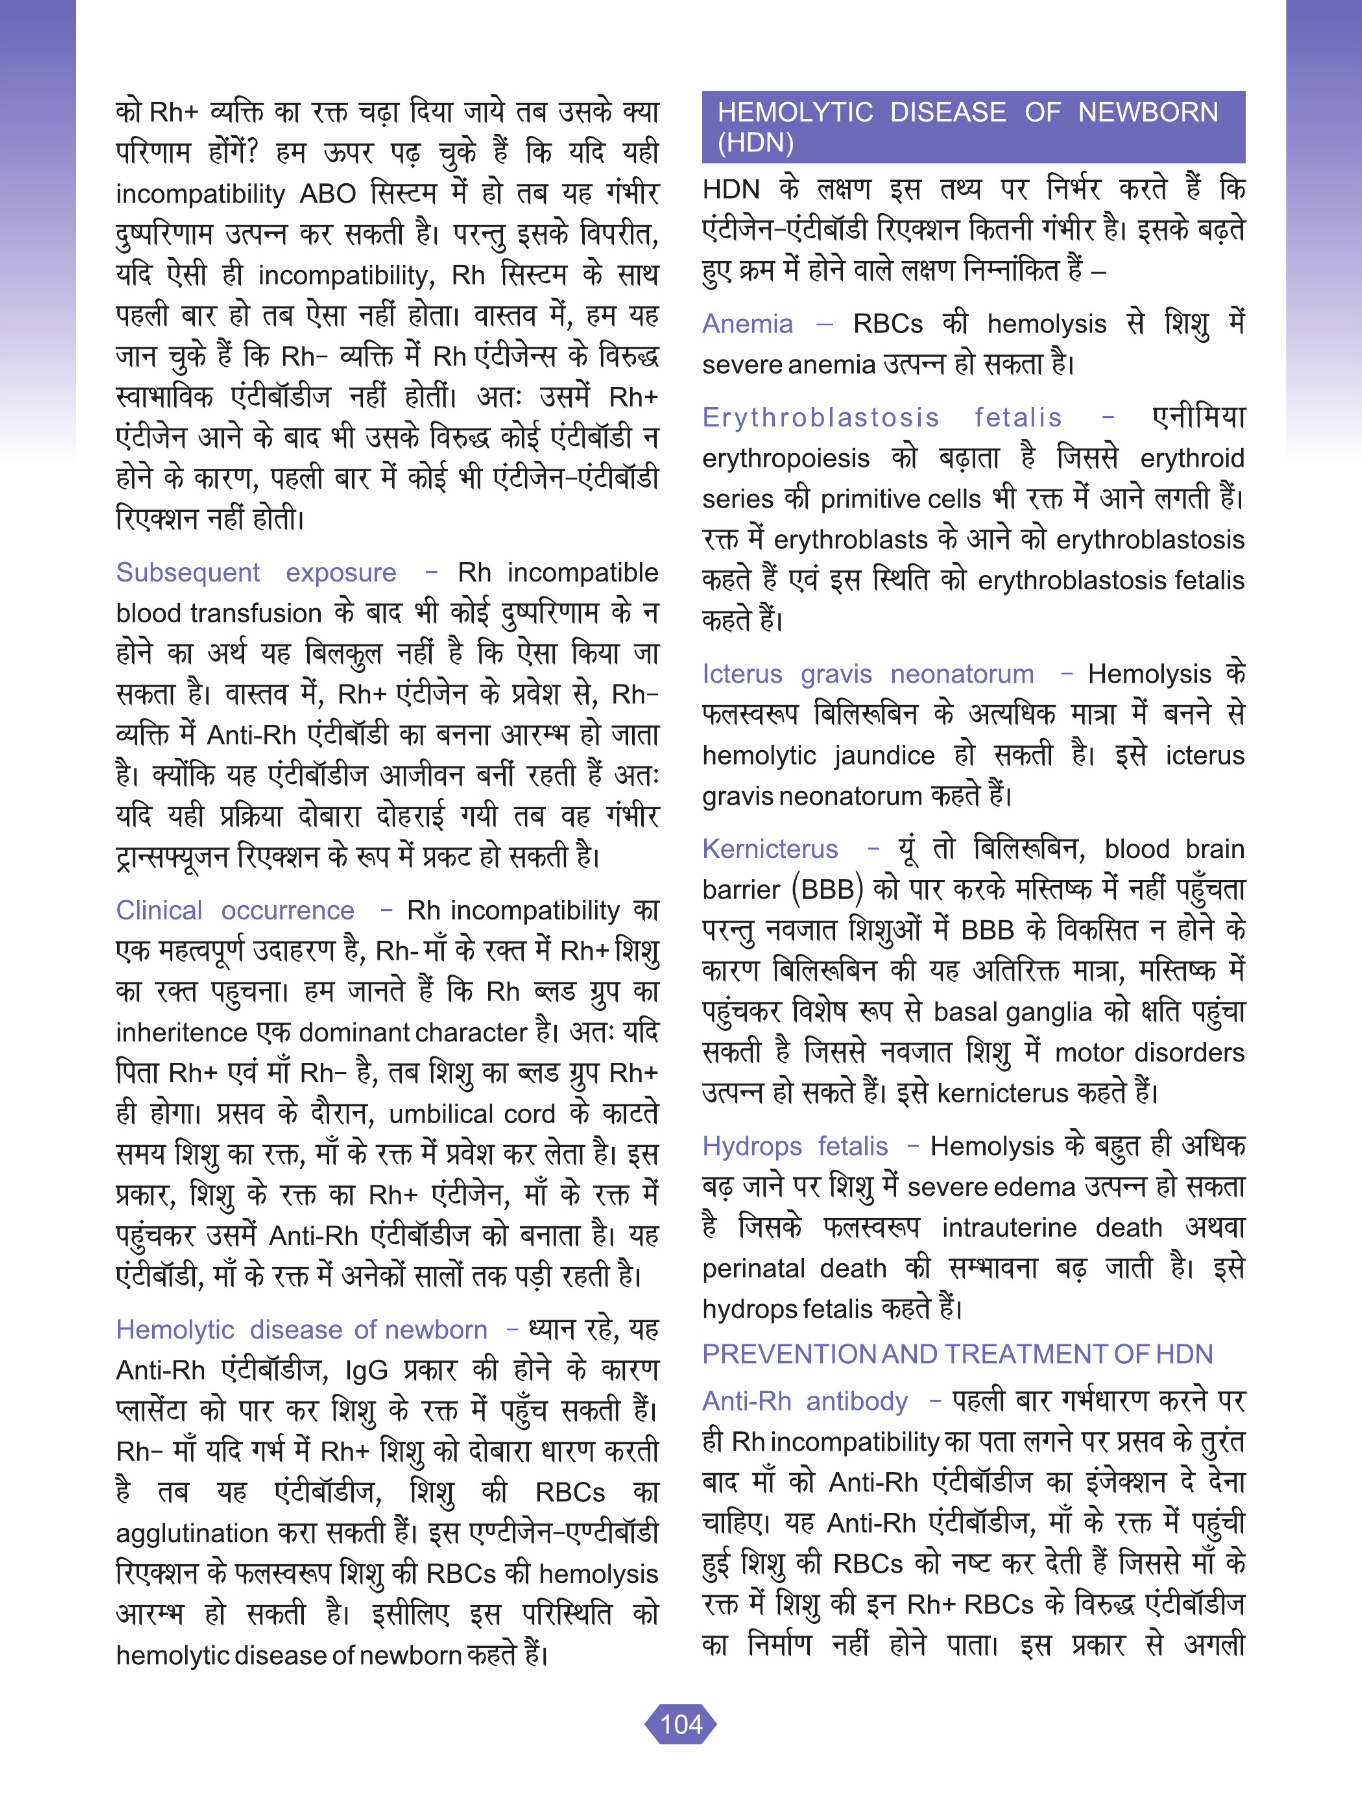 को Rh+ व्यक्ति का रक्त चढ़ा दिया जाये तब उसके क्या
परिणाम होंगें? हम ऊपर पढ़ चुके हैं कि यदि यही
incompatibility ABO सिस्टम में हो तब यह गंभीर
दुष्परिणाम उत्पन्न कर सकती है। परन्तु इसके विपरीत,
यदि ऐसी ही incompatibility, Rh सिस्टम के साथ
पहली बार हो तब ऐसा नहीं होता। वास्तव में, हम यह
जान चुके हैं कि Rh– व्यक्ति में Rh एंटीजेन्स के विरुद्ध
स्वाभाविक एंटीबॉडीज नहीं होतीं। अतः उसमें Rh+
एंटीजेन आने के बाद भी उसके विरुद्ध कोई एंटीबॉडी न
होने के कारण, पहली बार में कोई भी एंटीजेन–एंटीबॉडी
रिएक्शन नहीं होती।
Subsequent exposure – Rh incompatible
blood transfusion के बाद भी कोई दुष्परिणाम के न
होने का अर्थ यह बिलकुल नहीं है कि ऐसा किया जा
सकता है। वास्तव में, Rh+ एंटीजेन के प्रवेश से, Rh–
व्यक्ति में Anti-Rh एंटीबॉडी का बनना आरम्भ हो जाता
है। क्योंकि यह एंटीबॉडीज आजीवन बनीं रहती हैं अतः
यदि यही प्रक्रिया दोबारा दोहराई गयी तब वह गंभीर
ट्रान्सफ्यूजन रिएक्शन के रूप में प्रकट हो सकती है।
Clinical occurrence – Rh incompatibility का
एक महत्वपूर्ण उदाहरण है, Rh- माँ के रक्त में Rh+ शिशु
का रक्त पहुचना। हम जानते हैं कि Rh ब्लड ग्रुप का
inheritence एक dominant character है। अतः यदि
पिता Rh+ एवं माँ Rh– है, तब शिशु का ब्लड ग्रुप Rh+
ही होगा। प्रसव के दौरान, umbilical cord के काटते
समय शिशु का रक्त, माँ के रक्त में प्रवेश कर लेता है। इस
प्रकार, शिशु के रक्त का Rh+ एंटीजेन, माँ के रक्त में
पहुंचकर उसमें Anti-Rh एंटीबॉडीज को बनाता है। यह
एंटीबॉडी, माँ के रक्त में अनेकों सालों तक पड़ी रहती है।
Hemolytic disease of newborn – ध्यान रहे, यह
Anti-Rh एंटीबॉडीज, IgG प्रकार की होने के कारण
प्लासेंटा को पार कर शिशु के रक्त में पहुँच सकती हैं।
Rh– माँ यदि गर्भ में Rh+ शिशु को दोबारा धारण करती
है तब यह एंटीबॉडीज, शिशु की RBCs का
agglutination करा सकती हैं। इस एण्टीजेन–एण्टीबॉडी
रिएक्शन के फलस्वरूप शिशु की RBCs की hemolysis
आरम्भ हो सकती है। इसीलिए इस परिस्थिति को
hemolytic disease of newborn कहते हैं।
HEMOLYTIC DISEASE OF NEWBORN
(HDN)
HDN के लक्षण इस तथ्य पर निर्भर करते हैं कि
एंटीजेन–एंटीबॉडी रिएक्शन कितनी गंभीर है। इसके बढ़ते
हुए क्रम में होने वाले लक्षण निम्नांकित हैं –
Anemia – RBCs की hemolysis से शिशु में
severe anemia उत्पन्न हो सकता है।
Erythroblastosis fetalis – एनीमिया
erythropoiesis को बढ़ाता है जिससे erythroid
series की primitive cells भी रक्त में आने लगती हैं।
रक्त में erythroblasts के आने को erythroblastosis
कहते हैं एवं इस स्थिति को erythroblastosis fetalis
कहते हैं।
Icterus gravis neonatorum – Hemolysis के
फलस्वरूप बिलिरूबिन के अत्यधिक मात्रा में बनने से
hemolytic jaundice हो सकती है। इसे icterus
gravis neonatorum कहते हैं।
Kernicterus – यूं तो बिलिरूबिन, blood brain
barrier (BBB) को पार करके मस्तिष्क में नहीं पहुँचता
परन्तु नवजात शिशुओं में BBB के विकसित न होने के
कारण बिलिरूबिन की यह अतिरिक्त मात्रा, मस्तिष्क में
पहुंचकर विशेष रूप से basal ganglia को क्षति पहुंचा
सकती है जिससे नवजात शिशु में motor disorders
उत्पन्न हो सकते हैं। इसे kernicterus कहते हैं।
Hydrops fetalis – Hemolysis के बहुत ही अधिक
बढ़ जाने पर शिशु में severe edema उत्पन्न हो सकता
है जिसके फलस्वरूप intrauterine death अथवा
perinatal death की सम्भावना बढ़ जाती है। इसे
hydrops fetalis कहते हैं।
PREVENTION AND TREATMENT OF HDN
Anti-Rh antibody – पहली बार गर्भधारण करने पर
ही Rh incompatibility का पता लगने पर प्रसव के तुरंत
बाद माँ को Anti-Rh एंटीबॉडीज का इंजेक्शन दे देना
चाहिए। यह Anti-Rh एंटीबॉडीज, माँ के रक्त में पहुंची
हुई शिशु की RBCs को नष्ट कर देती हैं जिससे माँ के
रक्त में शिशु की इन Rh+ RBCs के विरुद्ध एंटीबॉडीज
का निर्माण नहीं होने पाता। इस प्रकार से अगली
104